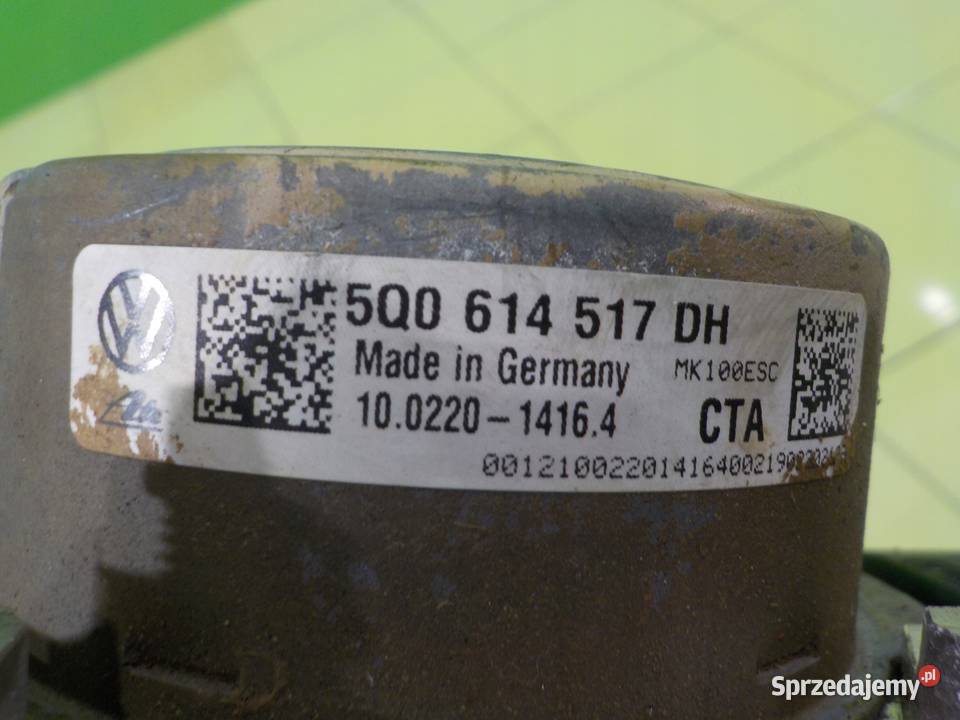 5Q0 614 517 DH
Made in Germany MK100ESC
10.0220-1416.4 CTA
Sprzedajemy.pl